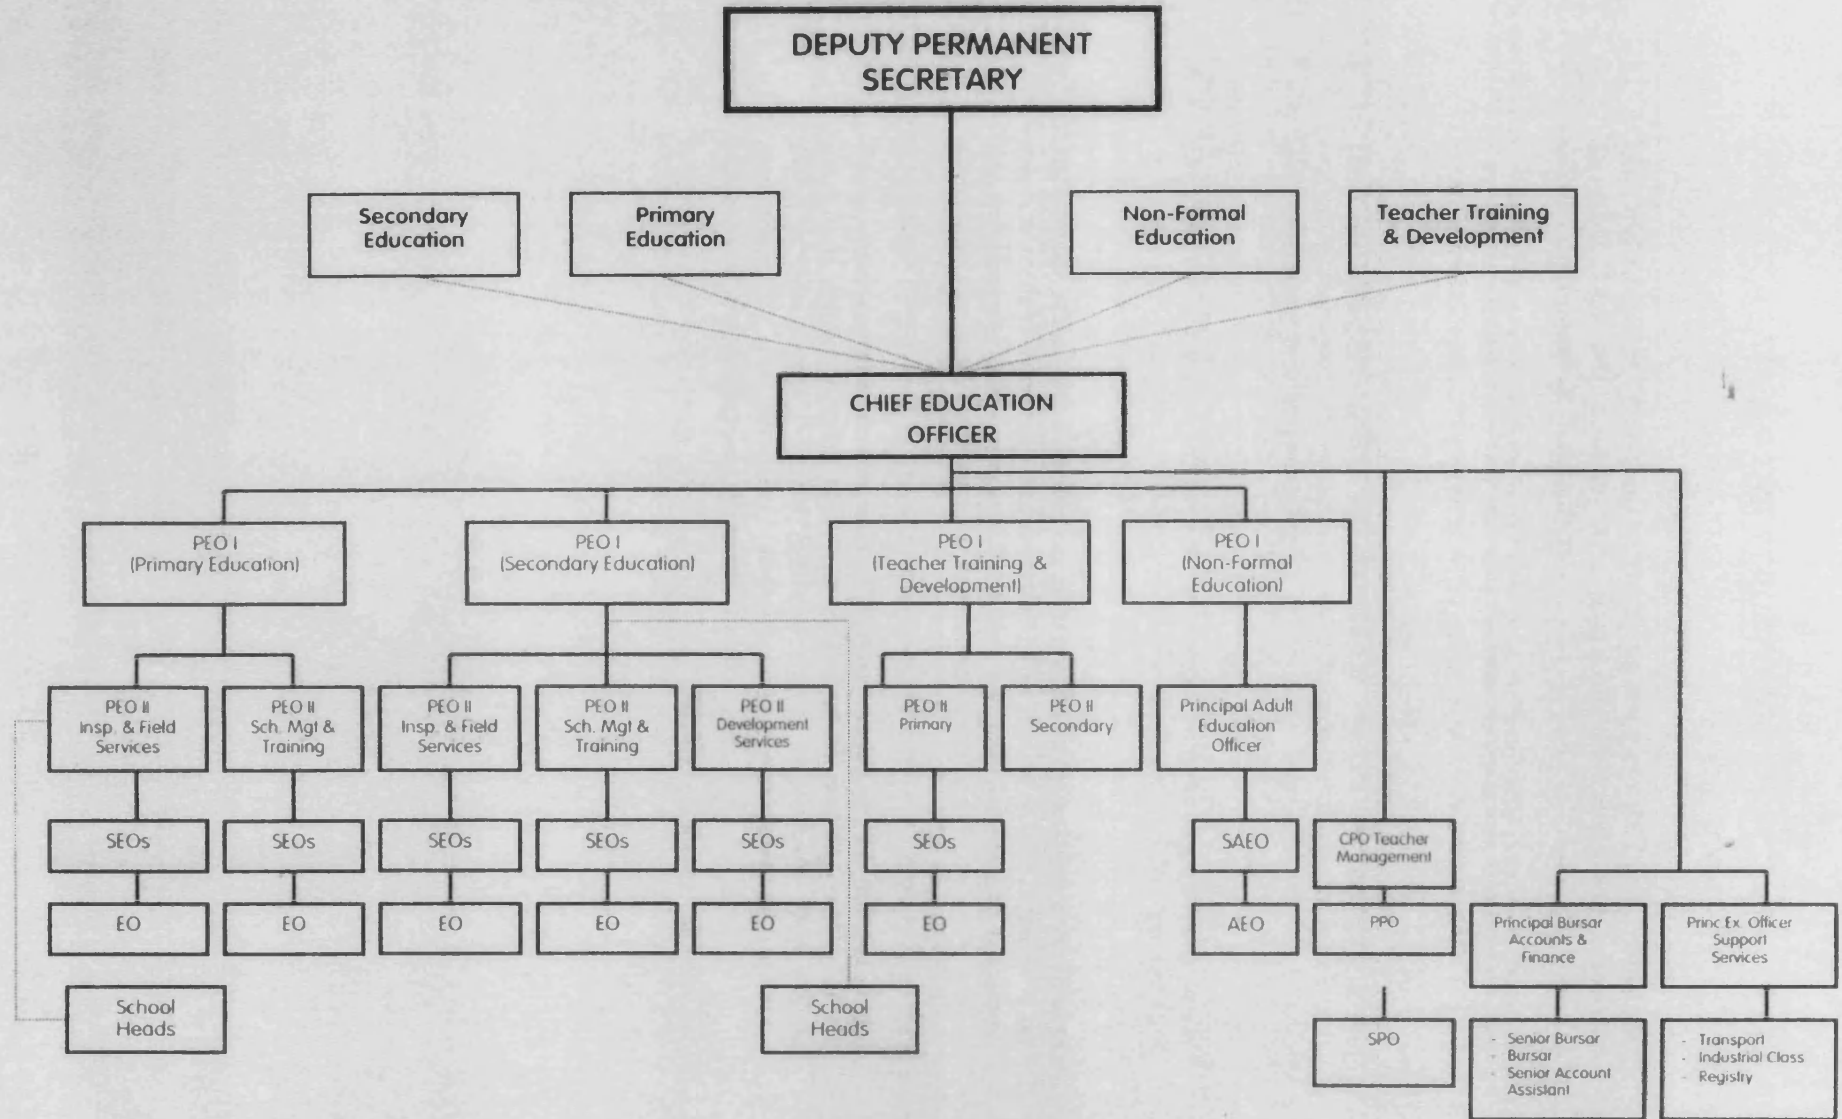 DEPUTY PERMANENT
SECRETARY
Secondary
Education
Primary
Education
Non-Formal
Education
Teacher Training
& Development
CHIEF EDUCATION
OFFICER
PEO I
(Primary Education)
PEO I
(Secondary Education)
PEO I
(Teacher Training &
Development)
PEO I
(Non-Formal
Education)
PEO II
Insp. & Field
Services
PEO II
Sch. Mgt &
Training
PEO II
Insp. & Field
Services
PEO II
Sch. Mgt &
Training
PEO II
Development
Services
PEO II
Primary
PEO II
Secondary
Principal Adult
Education
Officer
SEOs
SEOs
SEOs
SEOs
SEOs
SEOs
SAEO
CPO Teacher
Management
EO
EO
EO
EO
EO
EO
AEO
PPO
Principal Bursar
Accounts &
Finance
Princ Ex. Officer
Support
Services
School
Heads
School
Heads
SPO
- Senior Bursar
- Bursar
- Senior Account
Assistant
- Transport
- Industrial Class
- Registry